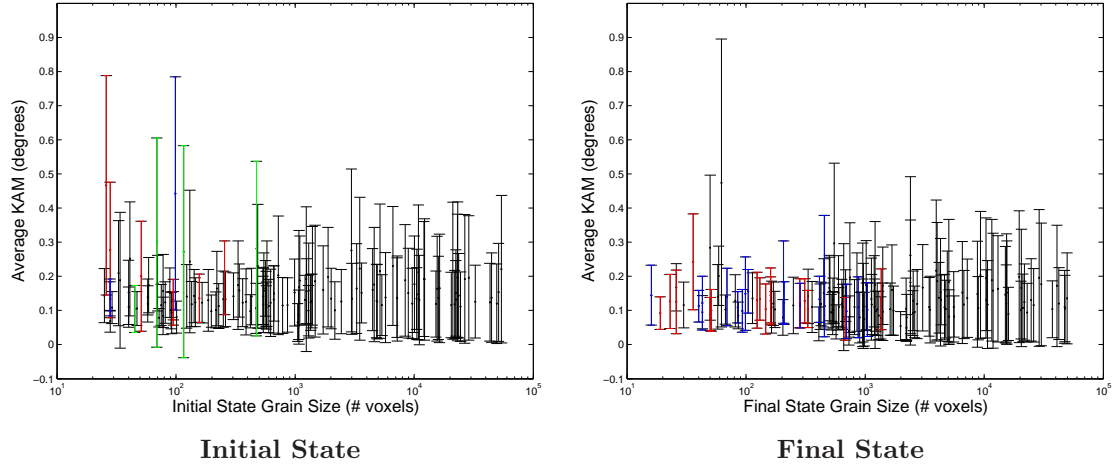 0.9
0.8
0.7
0.6
0.5
0.4
0.3
0.2
0.1
0
−0.1
Average KAM (degrees)
10^1 10^2 10^3 10^4 10^5
Initial State Grain Size (# voxels)
Initial State
0.9
0.8
0.7
0.6
0.5
0.4
0.3
0.2
0.1
0
−0.1
Average KAM (degrees)
10^1 10^2 10^3 10^4 10^5
Final State Grain Size (# voxels)
Final State